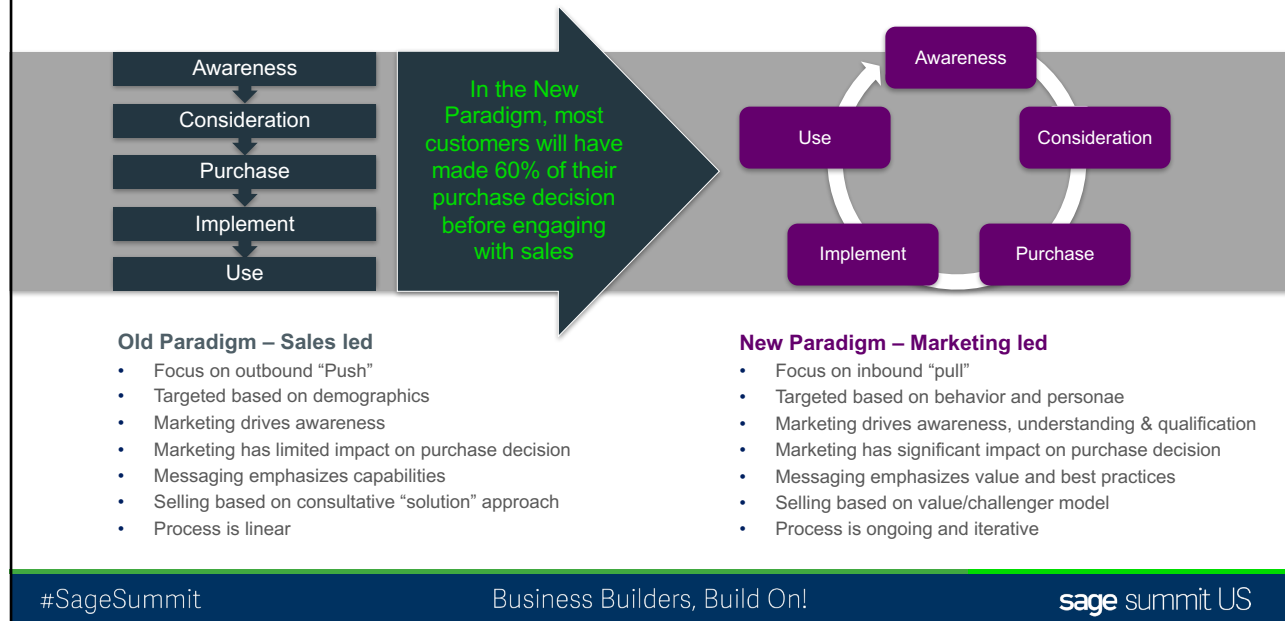 Awareness
Consideration
Purchase
Implement
Use
In the New
Paradigm, most
customers will have
made 60% of their
purchase decision
before engaging
with sales
Awareness
Consideration
Purchase
Implement
Use
Old Paradigm – Sales led
• Focus on outbound “Push”
• Targeted based on demographics
• Marketing drives awareness
• Marketing has limited impact on purchase decision
• Messaging emphasizes capabilities
• Selling based on consultative “solution” approach
• Process is linear
New Paradigm – Marketing led
• Focus on inbound “pull”
• Targeted based on behavior and personae
• Marketing drives awareness, understanding & qualification
• Marketing has significant impact on purchase decision
• Messaging emphasizes value and best practices
• Selling based on value/challenger model
• Process is ongoing and iterative
#SageSummit
Business Builders, Build On!
sage summit US